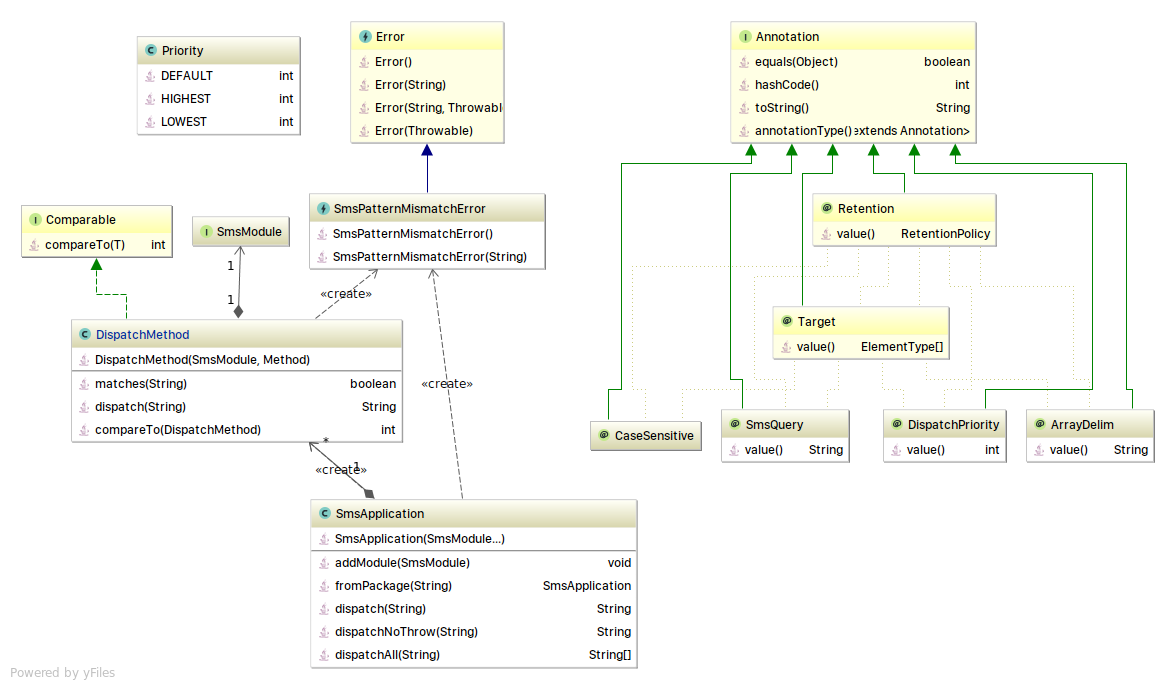 Priority
DEFAULT int
HIGHEST int
LOWEST int
Error
Error()
Error(String)
Error(String, Throwabl
Error(Throwable)
Annotation
equals(Object) boolean
hashCode() int
toString() String
annotationType() extends Annotation>
Comparable
compareTo(T) int
SmsModule
SmsPatternMismatchError
SmsPatternMismatchError()
SmsPatternMismatchError(String)
Retention
value() RetentionPolicy
1
1
«create»
DispatchMethod
DispatchMethod(SmsModule, Method)
matches(String) boolean
dispatch(String) String
compareTo(DispatchMethod) int
Target
value() ElementType[]
«create»
CaseSensitive
SmsQuery
value() String
DispatchPriority
value() int
ArrayDelim
value() String
*
1
«create»
SmsApplication
SmsApplication(SmsModule...)
addModule(SmsModule) void
fromPackage(String) SmsApplication
dispatch(String) String
dispatchNoThrow(String) String
dispatchAll(String) String[]
Powered by yFiles